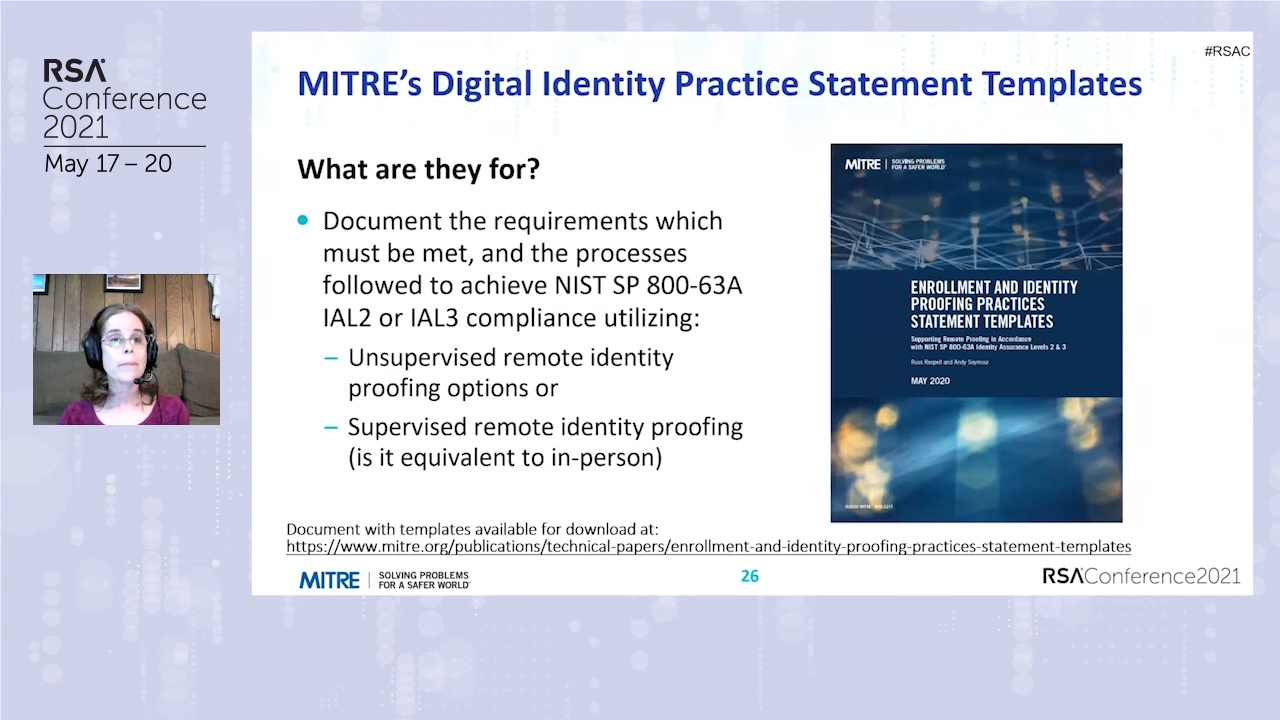 RSA
Conference
2021
May 17 – 20
#RSAC
MITRE’s Digital Identity Practice Statement Templates
What are they for?
Document the requirements which
must be met, and the processes
followed to achieve NIST SP 800-63A
IAL2 or IAL3 compliance utilizing:
– Unsupervised remote identity
proofing options or
– Supervised remote identity proofing
(is it equivalent to in-person)
MITRE | SOLVING PROBLEMS
FOR A SAFER WORLD
ENROLLMENT AND IDENTITY
PROOFING PRACTICES
STATEMENT TEMPLATES
Supporting Remote Proofing in Accordance
with NIST SP 800-63A Identity Assurance Levels 2 & 3
Russ Reopell and Andy Seymour
MAY 2020
Document with templates available for download at:
https://www.mitre.org/publications/technical-papers/enrollment-and-identity-proofing-practices-statement-templates
MITRE | SOLVING PROBLEMS
FOR A SAFER WORLD
26
RSAConference2021